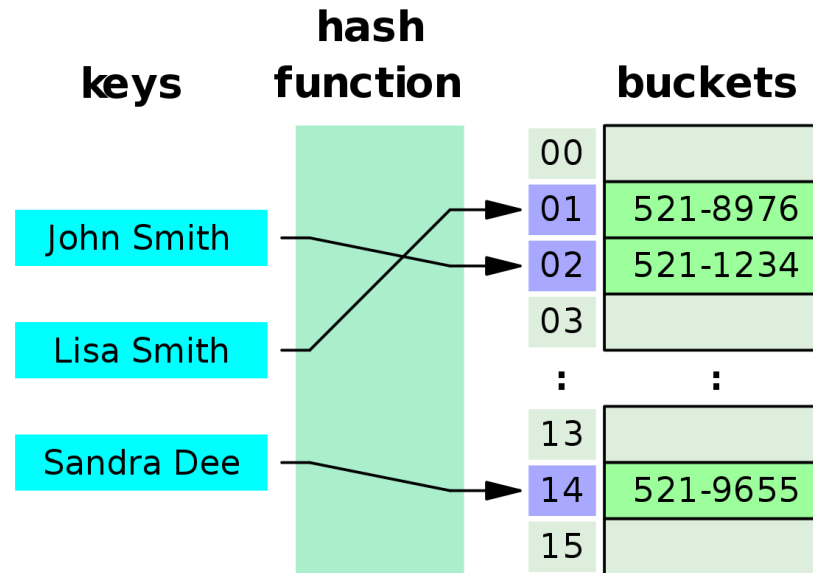 keys
hash
function
buckets
John Smith
Lisa Smith
Sandra Dee
00
01 521-8976
02 521-1234
03
: :
13
14 521-9655
15